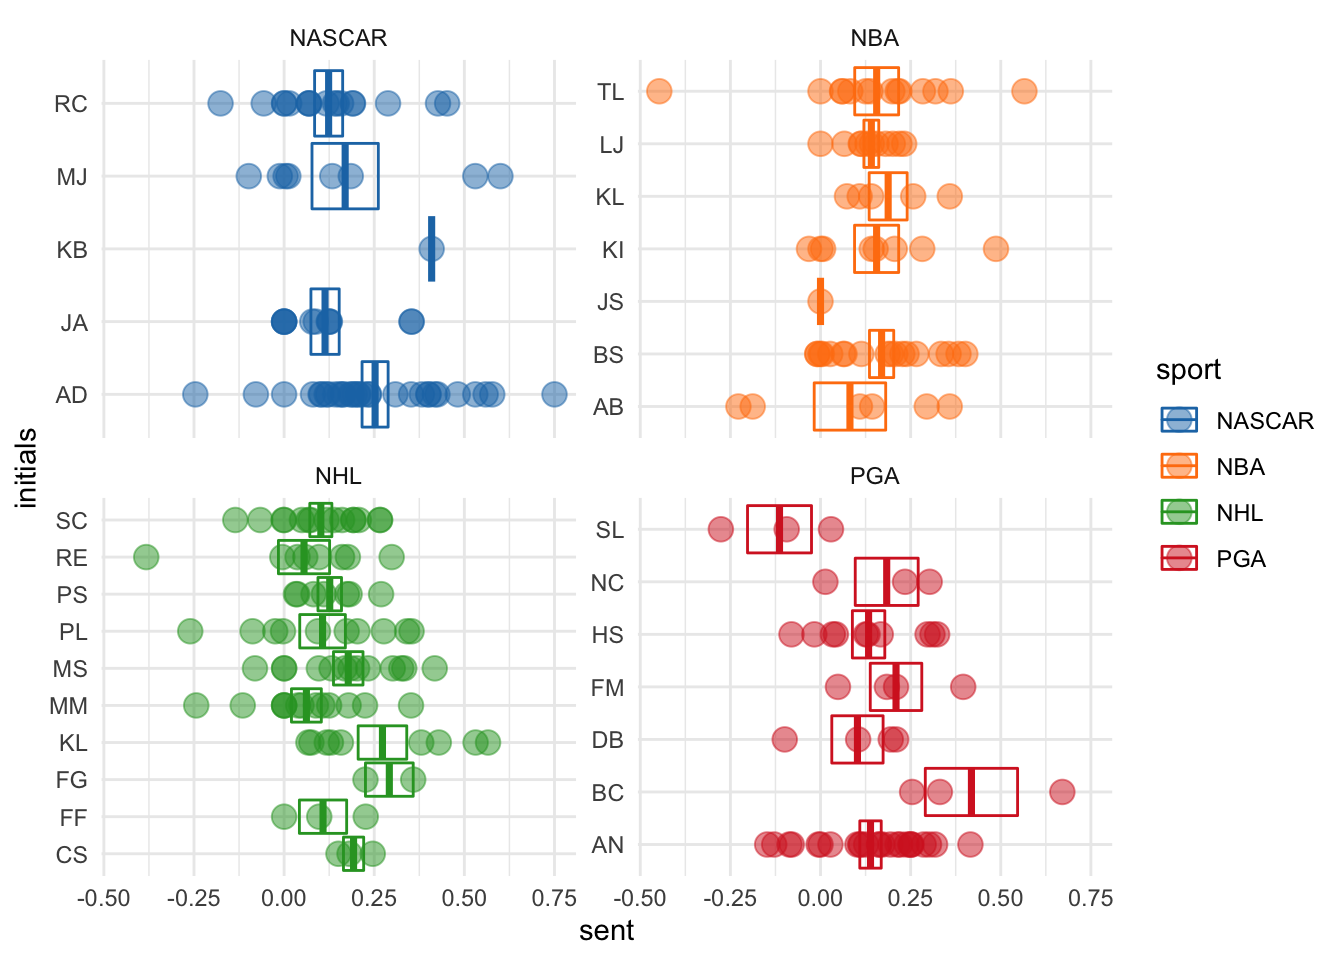 NASCAR
RC
MJ
KB
JA
AD
NBA
TL
LJ
KL
KI
JS
BS
AB
NHL
SC
RE
PS
PL
MS
MM
KL
FG
FF
CS
-0.50 -0.25 0.00 0.25 0.50 0.75
PGA
SL
NC
HS
FM
DB
BC
AN
-0.50 -0.25 0.00 0.25 0.50 0.75
initials
sent
sport
NASCAR
NBA
NHL
PGA